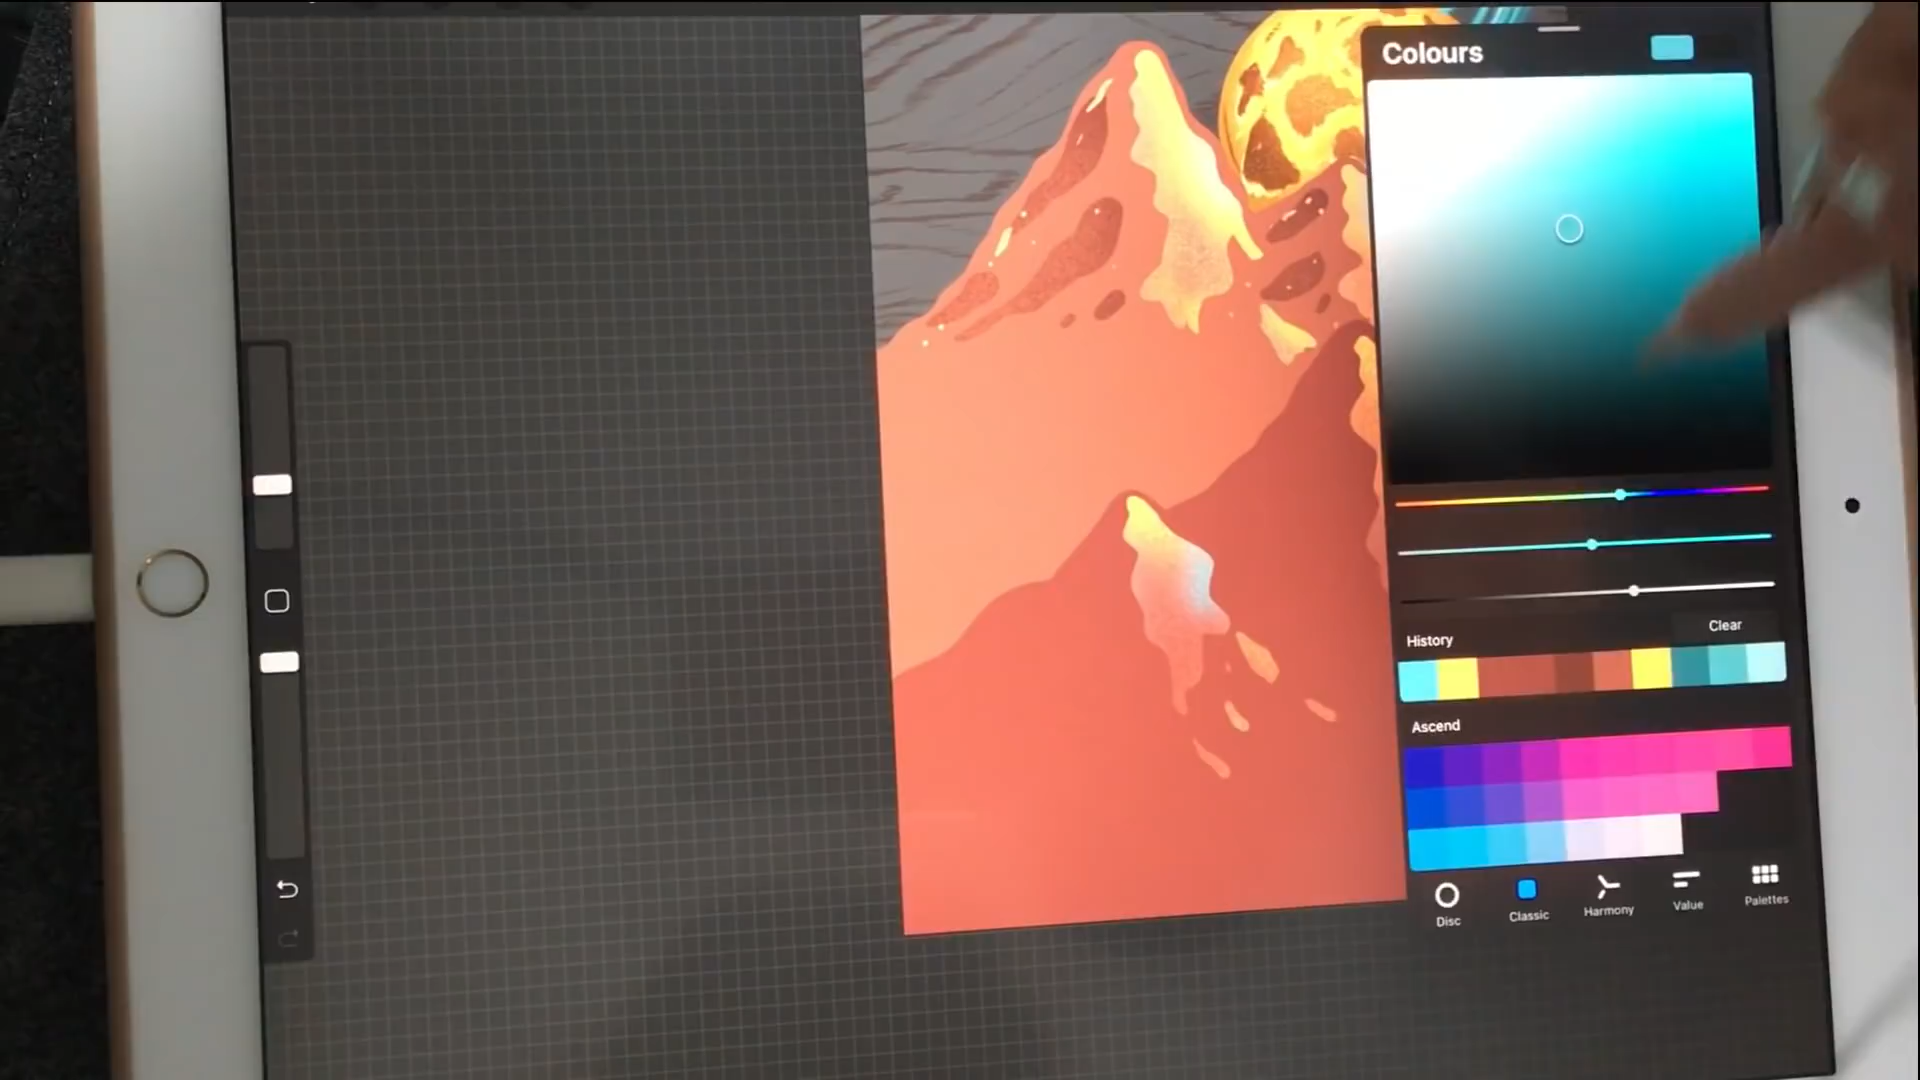 Colours
Clear
History
Ascend
Disc
Classic
Harmony
Value
Palettes